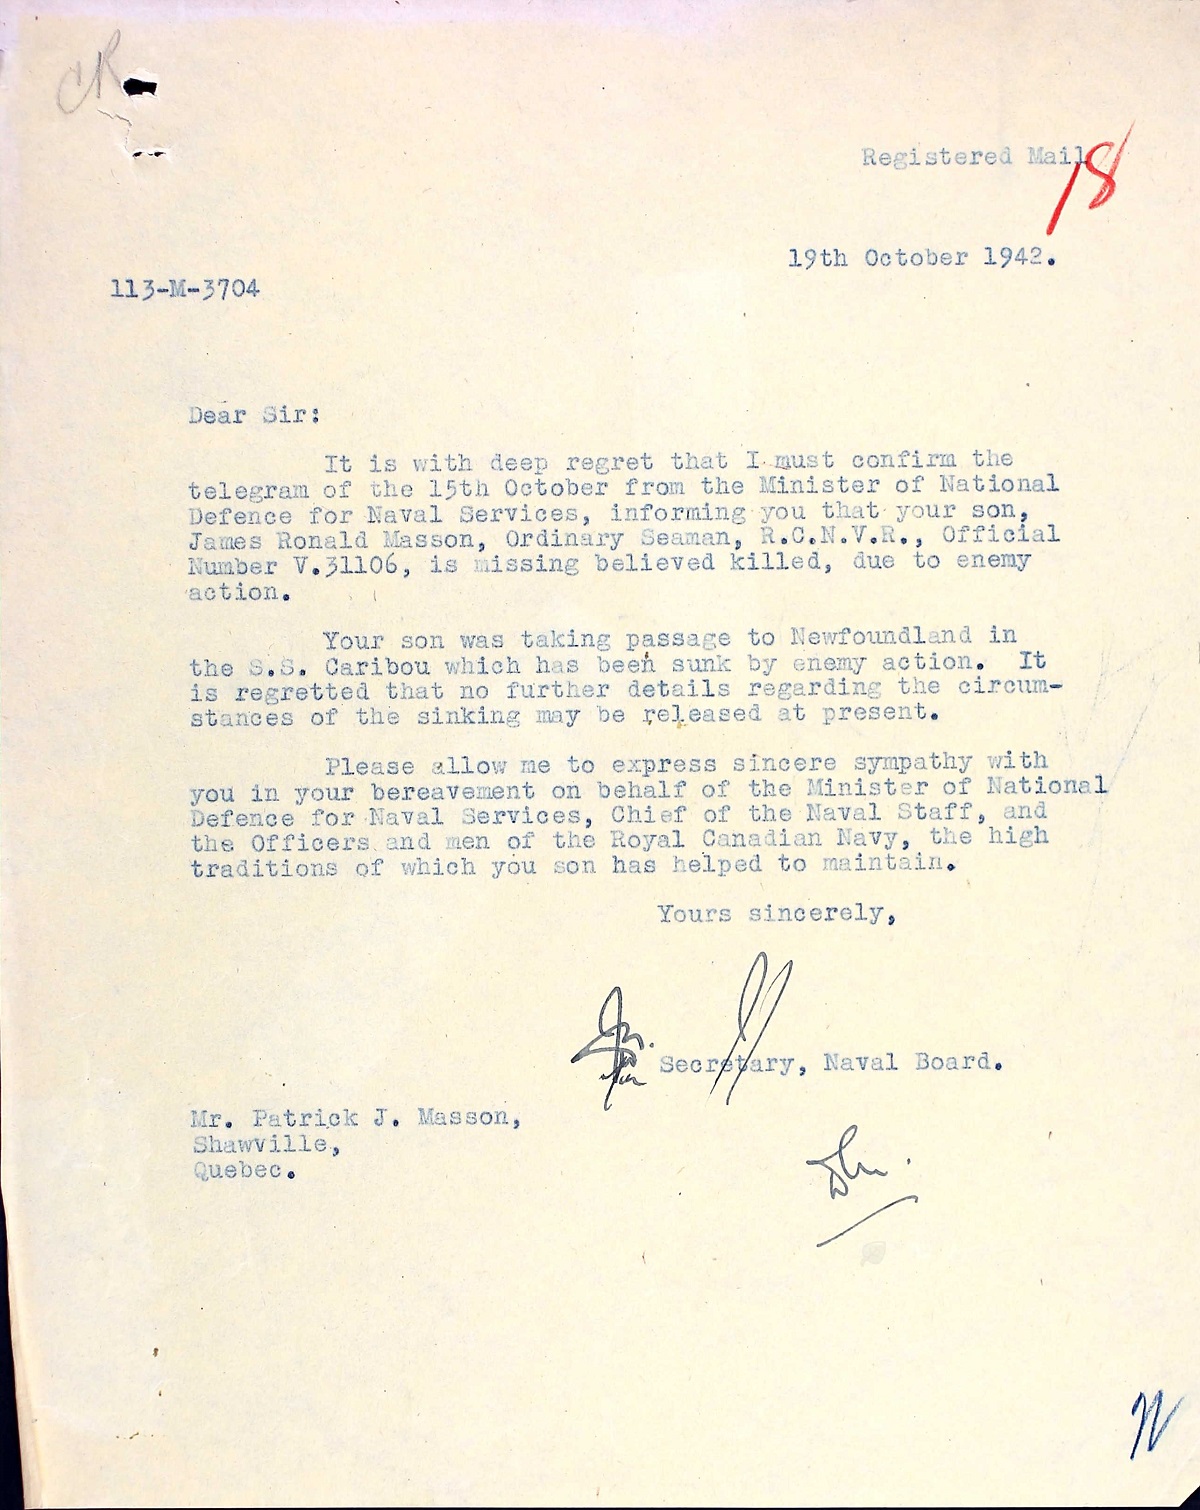 CR
Registered Mail
18
19th October 1942.
113-M-3704
Dear Sir:
It is with deep regret that I must confirm the
telegram of the 15th October from the Minister of National
Defence for Naval Services, informing you that your son,
James Ronald Masson, Ordinary Seaman, R.C.N.V.R., Official
Number V.31106, is missing believed killed, due to enemy
action.
Your son was taking passage to Newfoundland in
the S.S. Caribou which has been sunk by enemy action. It
is regretted that no further details regarding the circum-
stances of the sinking may be released at present.
Please allow me to express sincere sympathy with
you in your bereavement on behalf of the Minister of National
Defence for Naval Services, Chief of the Naval Staff, and
the Officers and men of the Royal Canadian Navy, the high
traditions of which you son has helped to maintain.
Yours sincerely,
Secretary, Naval Board.
Mr. Patrick J. Masson,
Shawville,
Quebec.